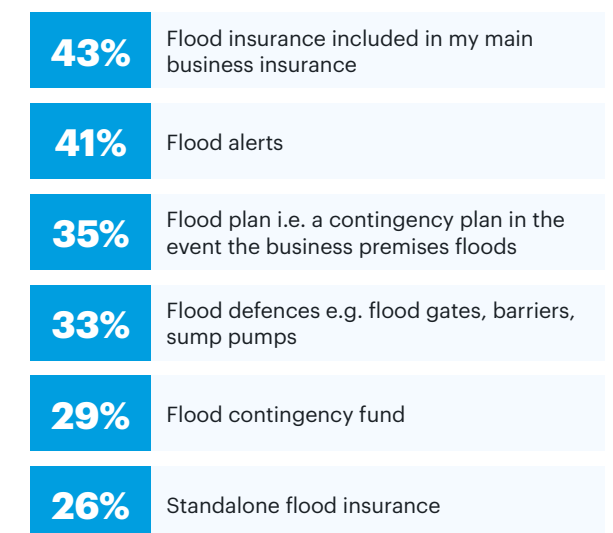 43%
Flood insurance included in my main
business insurance
41%
Flood alerts
35%
Flood plan i.e. a contingency plan in the
event the business premises floods
33%
Flood defences e.g. flood gates, barriers,
sump pumps
29%
Flood contingency fund
26%
Standalone flood insurance